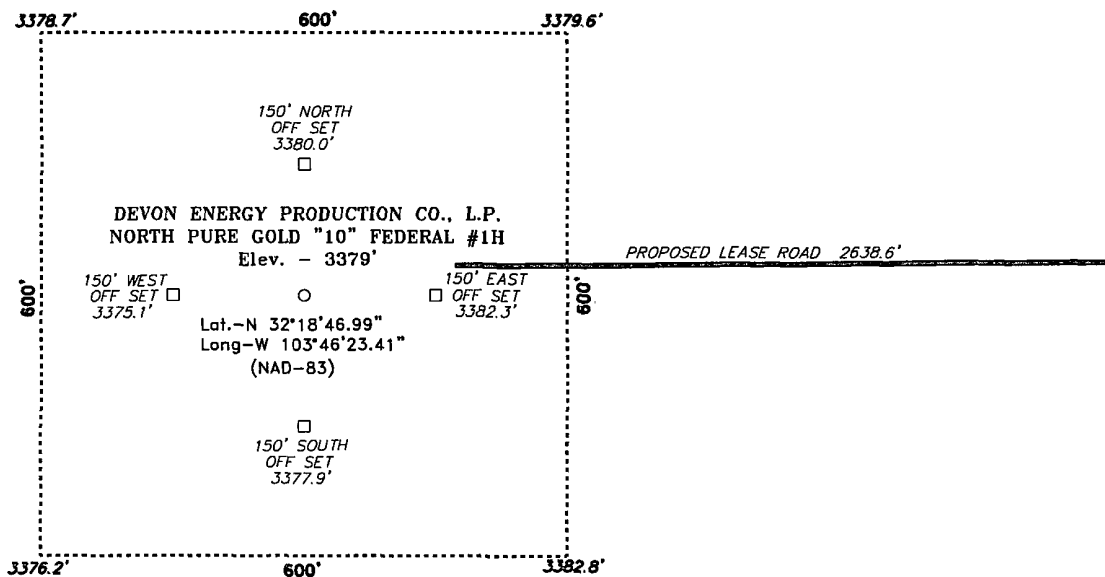 3378.7'
600'
3379.6'
150' NORTH
OFF SET
3380.0'
DEVON ENERGY PRODUCTION CO., L.P.
NORTH PURE GOLD "10" FEDERAL #1H
Elev. - 3379'
PROPOSED LEASE ROAD 2638.6'
600'
150' WEST
OFF SET
3375.1'
150' EAST
OFF SET
3382.3'
600'
Lat.-N 32°18'46.99"
Long-W 103°46'23.41"
(NAD-83)
150' SOUTH
OFF SET
3377.9'
3376.2'
600'
3382.8'